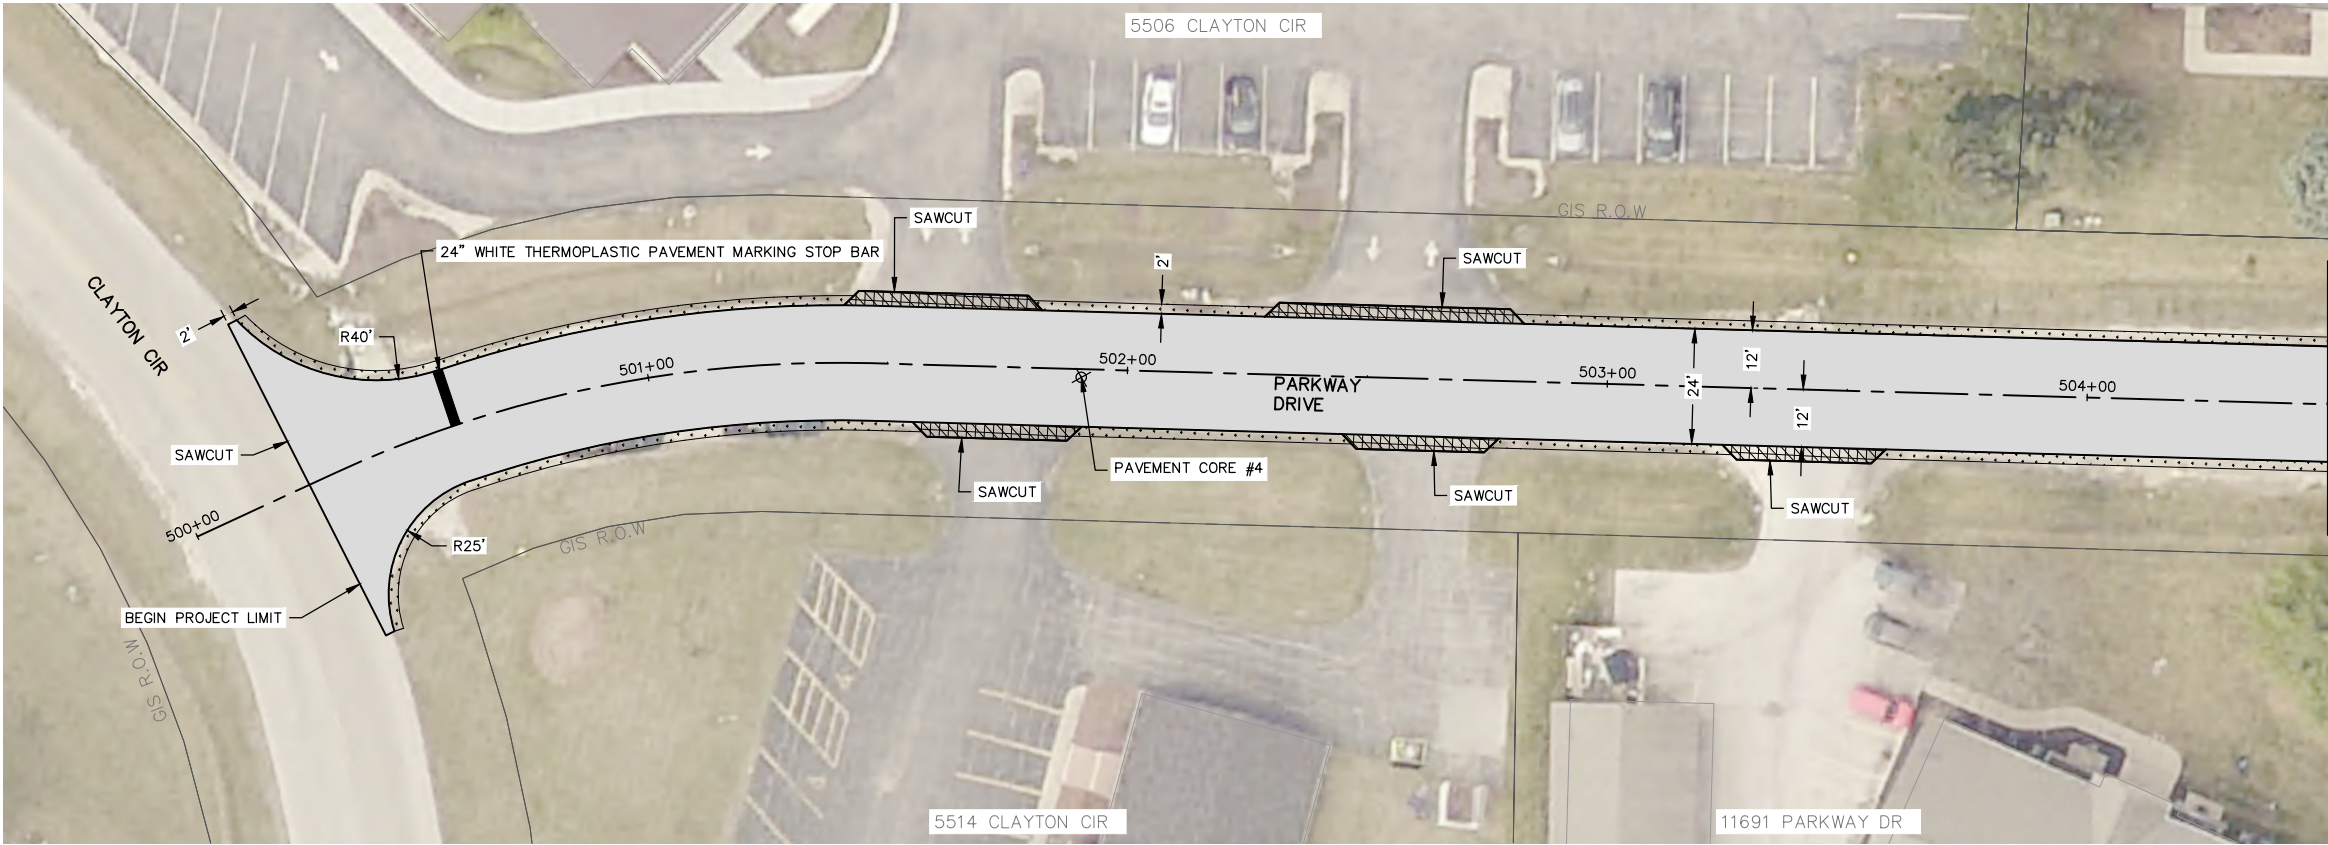 5506 CLAYTON CIR
GIS R.O.W
SAWCUT
24" WHITE THERMOPLASTIC PAVEMENT MARKING STOP BAR
SAWCUT
2'
CLAYTON CIR
2'
R40'
501+00
502+00
PARKWAY
DRIVE
503+00
24'
12'
12'
504+00
SAWCUT
500+00
R25'
BEGIN PROJECT LIMIT
GIS R.O.W
SAWCUT
PAVEMENT CORE #4
SAWCUT
SAWCUT
GIS R.O.W
5514 CLAYTON CIR
11691 PARKWAY DR